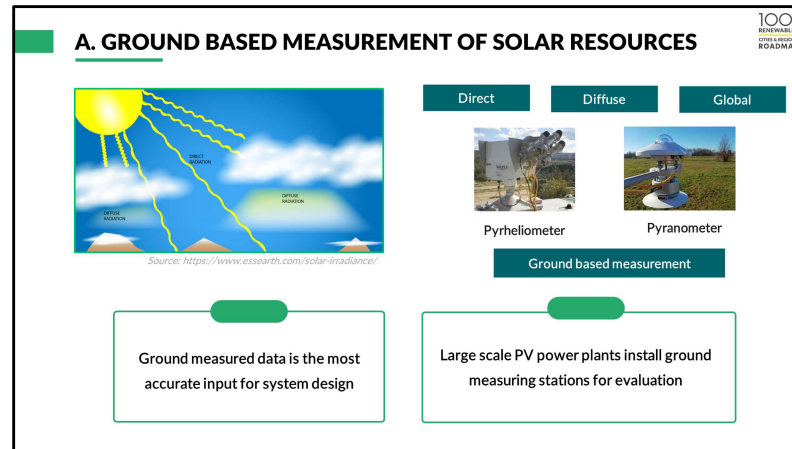 A. GROUND BASED MEASUREMENT OF SOLAR RESOURCES
100
RENEWABL
CITIES & REGIO
ROADMA
DIRECT
RADIATION
DIFFUSE
RADIATION
DIFFUSE
RADIATION
Source: https://www.essearth.com/solar-irradiance/
Direct
Diffuse
Global
Pyrheliometer
Pyranometer
Ground based measurement
Ground measured data is the most
accurate input for system design
Large scale PV power plants install ground
measuring stations for evaluation